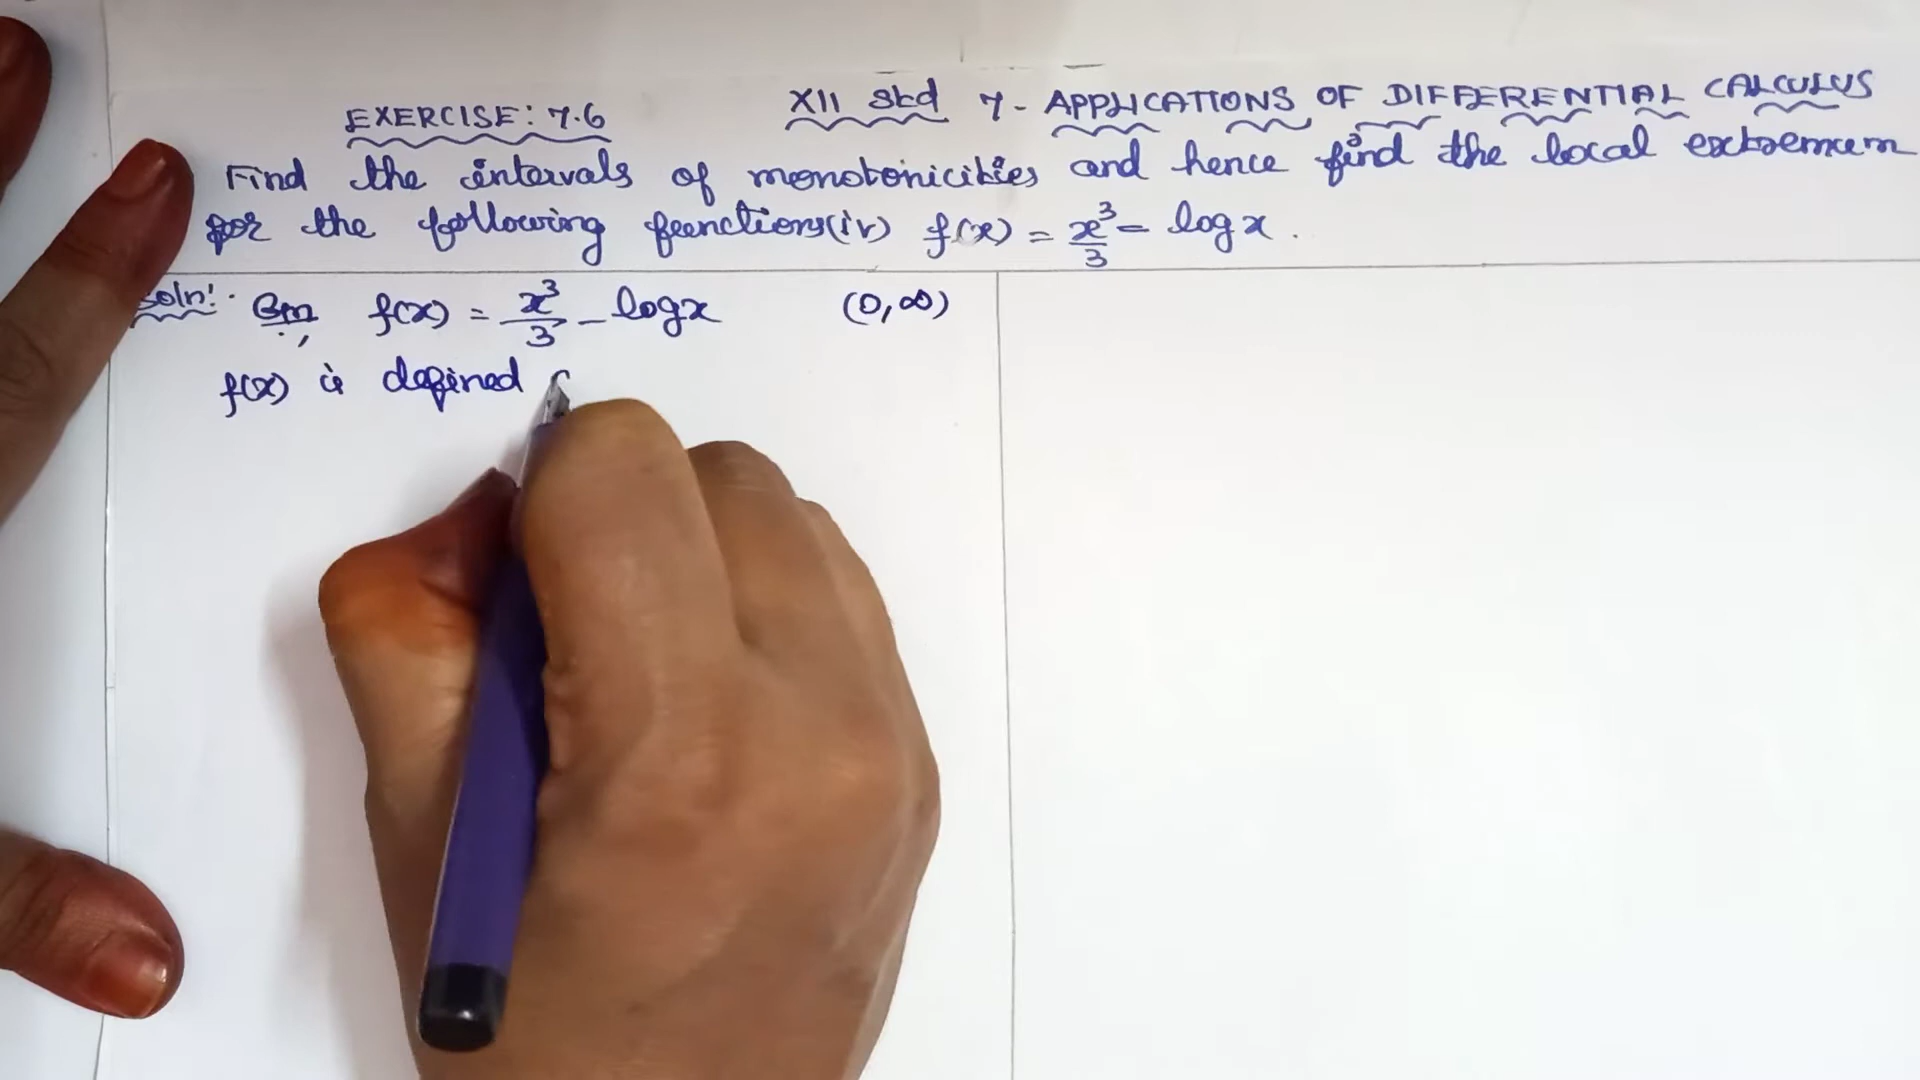 EXERCISE: 7.6 XII Std 7- APPLICATIONS OF DIFFERENTIAL CALCULUS
Find the intervals of monotonicities and hence find the local extremum
for the following functions(iv) f(x) = x³/3 - log x .
Soln:. Gn., f(x) = x³/3 - log x (0, ∞)
f(x) is defined